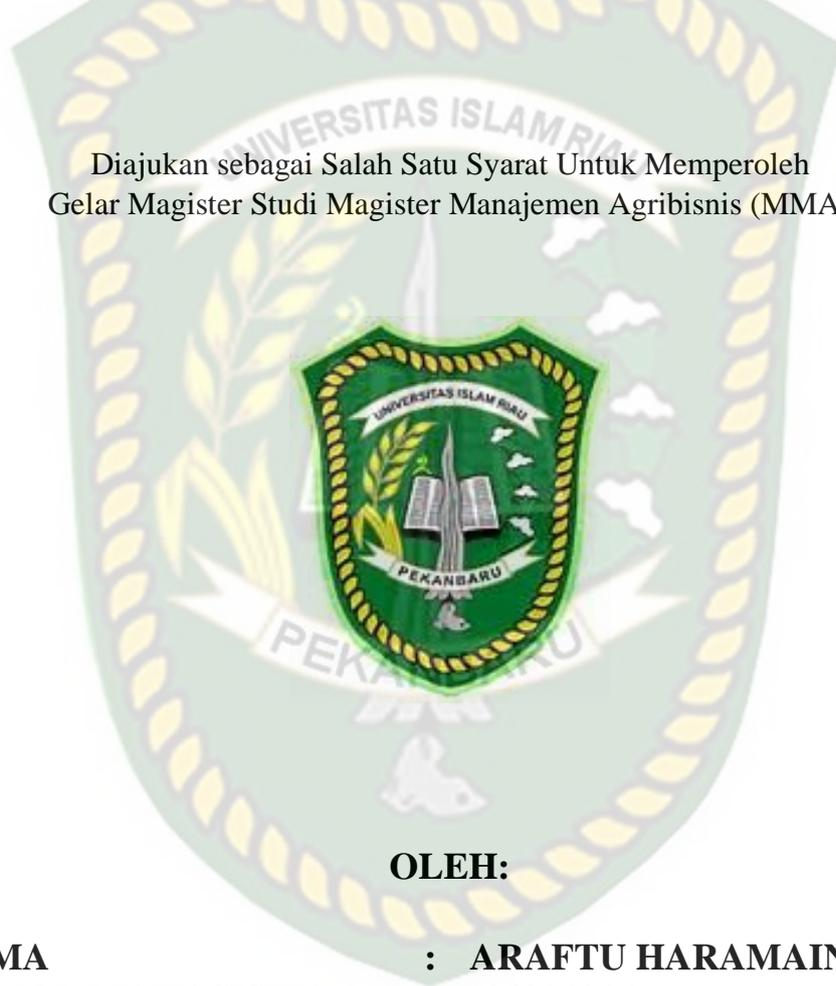 UNIVERSITAS ISLAM RIAU
Diajukan sebagai Salah Satu Syarat Untuk Memperoleh
Gelar Magister Studi Magister Manajemen Agribisnis (MMA
UNIVERSITAS ISLAM RIAU
PEKANBARU
PEKANBARU
OLEH:
MA : ARAFTU HARAMAIN